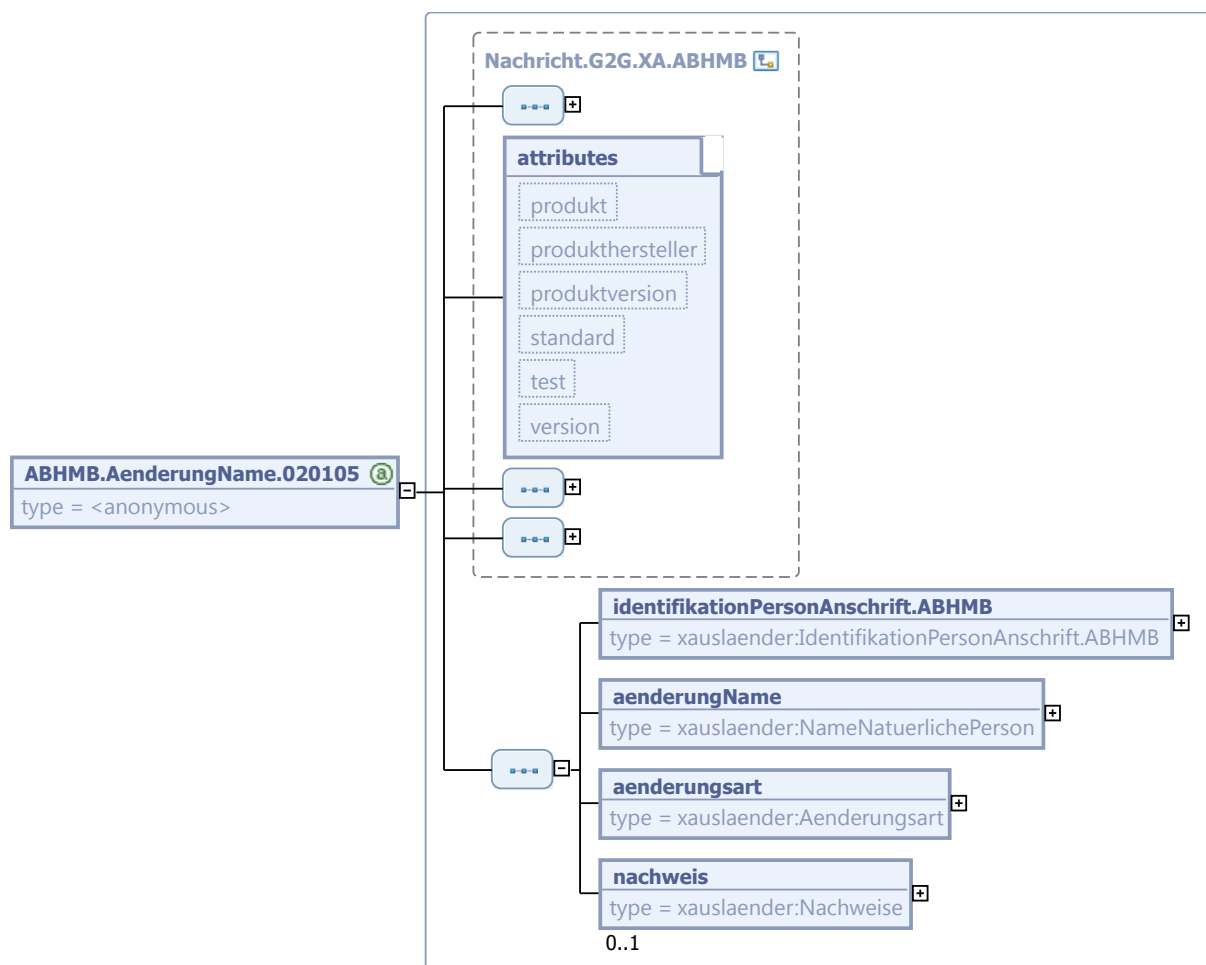 Nachricht.G2G.XA.ABHMB
attributes
produkt
produkthersteller
produktversion
standard
test
version
ABHMB.AenderungName.020105 @
type = <anonymous>
identifikationPersonAnschrift.ABHMB
type = xauslaender:IdentifikationPersonAnschrift.ABHMB
aenderungName
type = xauslaender:NameNatuerlichePerson
aenderungsart
type = xauslaender:Aenderungsart
nachweis
type = xauslaender:Nachweise
0..1